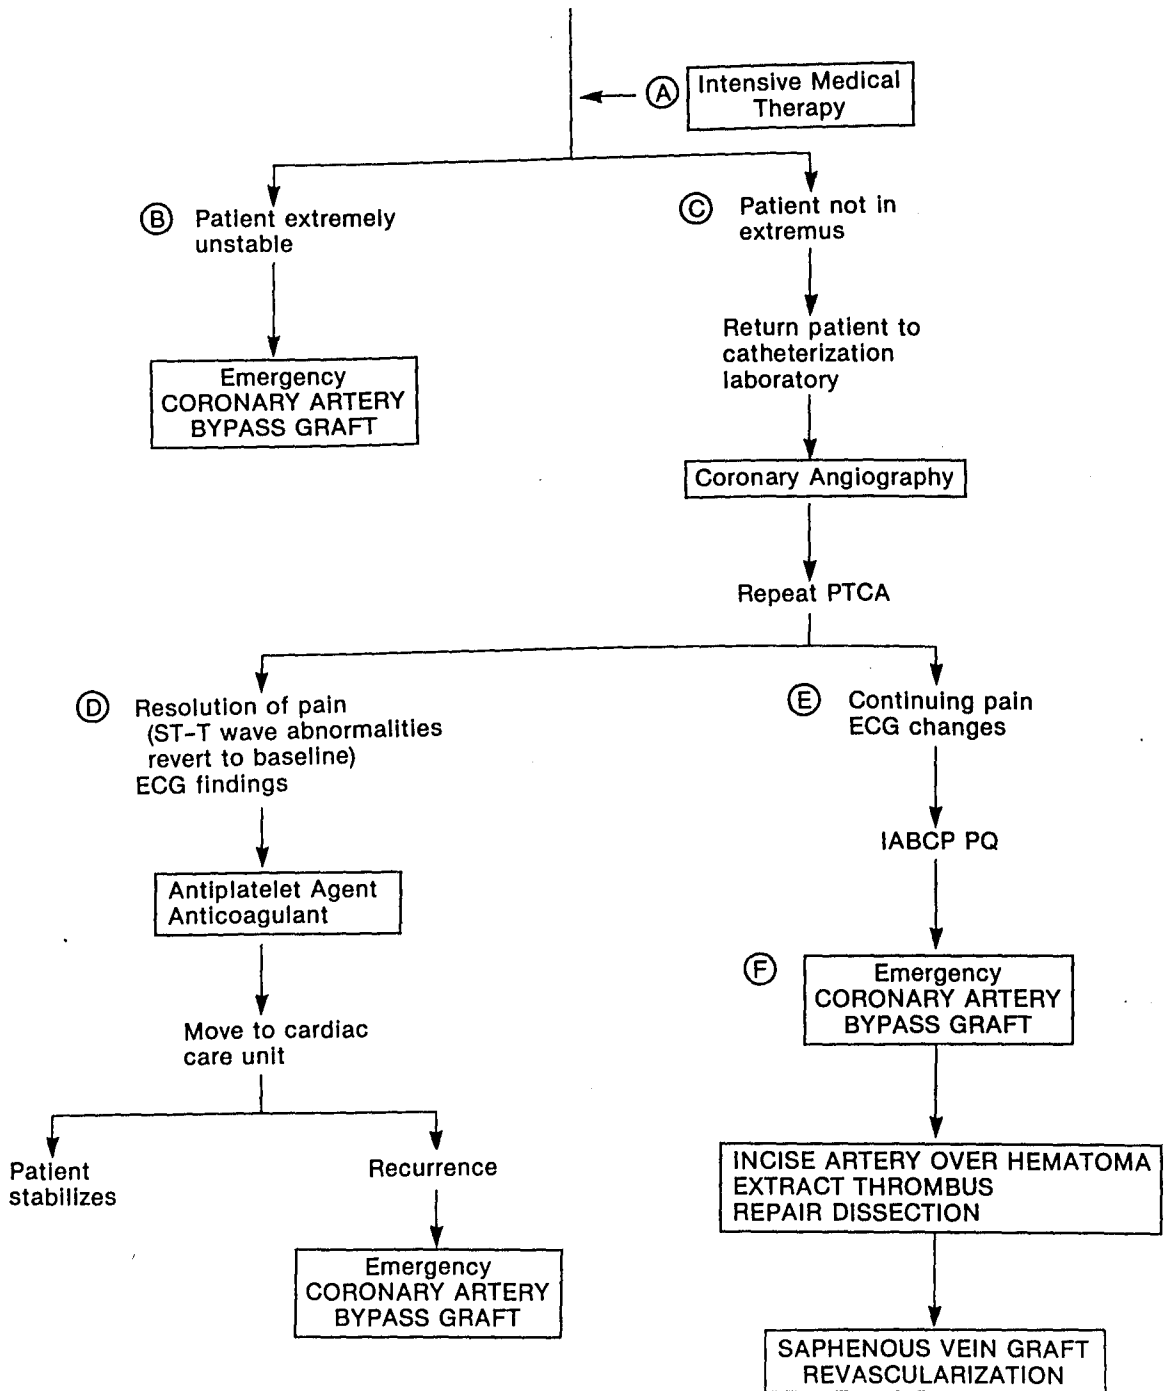 Ⓐ Intensive Medical
Therapy
Ⓑ Patient extremely
unstable
Ⓒ Patient not in
extremus
Emergency
CORONARY ARTERY
BYPASS GRAFT
Return patient to
catheterization
laboratory
Coronary Angiography
Repeat PTCA
Ⓓ Resolution of pain
(ST-T wave abnormalities
revert to baseline)
ECG findings
Ⓔ Continuing pain
ECG changes
IABCP PQ
Antiplatelet Agent
Anticoagulant
Move to cardiac
care unit
Ⓕ Emergency
CORONARY ARTERY
BYPASS GRAFT
Patient
stabilizes
Recurrence
INCISE ARTERY OVER HEMATOMA
EXTRACT THROMBUS
REPAIR DISSECTION
Emergency
CORONARY ARTERY
BYPASS GRAFT
SAPHENOUS VEIN GRAFT
REVASCULARIZATION